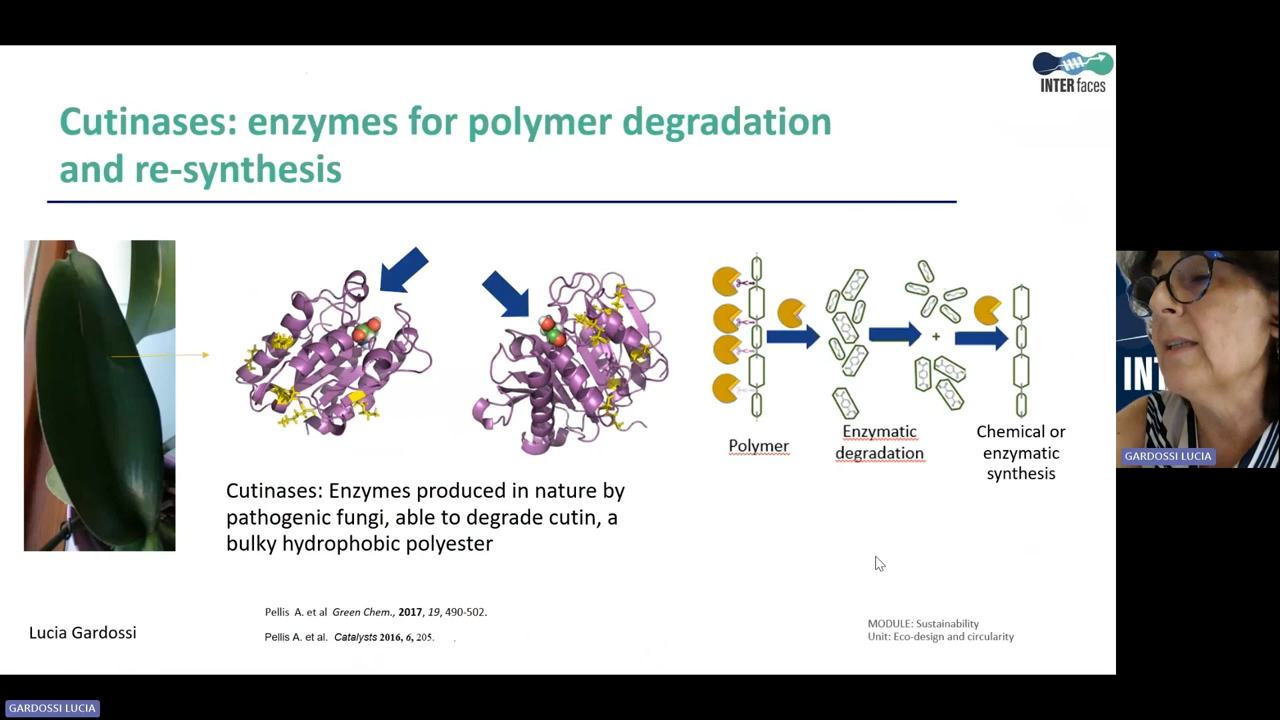 INTERfaces
Cutinases: enzymes for polymer degradation
and re-synthesis
+
Polymer
Enzymatic
degradation
Chemical or
enzymatic
synthesis
Cutinases: Enzymes produced in nature by
pathogenic fungi, able to degrade cutin, a
bulky hydrophobic polyester
Pellis A. et al Green Chem., 2017, 19, 490-502.
Pellis A. et al. Catalysts 2016, 6, 205.
Lucia Gardossi
MODULE: Sustainability
Unit: Eco-design and circularity
INT
GARDOSSI LUCIA
GARDOSSI LUCIA